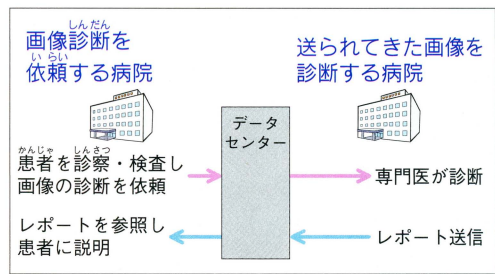 画像診断を
依頼する病院
送られてきた画像を
診断する病院
データ
センター
患者を診察・検査し
画像の診断を依頼
専門医が診断
レポートを参照し
患者に説明
レポート送信
しんだん
い らい
かんじゃ
しんさつ